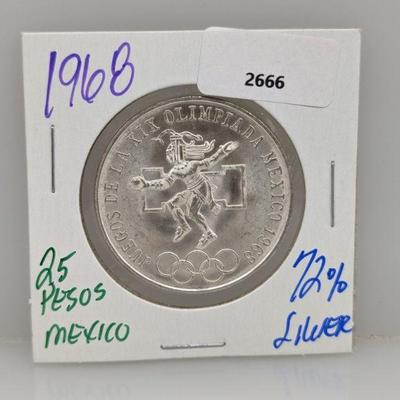 1968
2666
JUEGOS DE LA XIX OLIMPIADA MEXICO 1968
25
PESOS
MEXICO
72%
SILVER